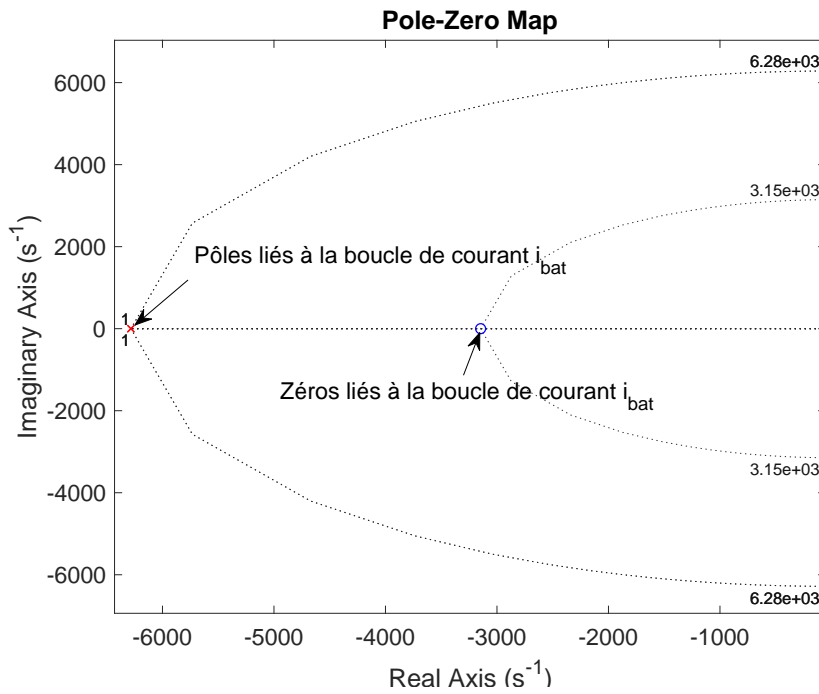 Pole-Zero Map
6.28e+03
6000
4000
3.15e+03
2000
Pôles liés à la boucle de courant i_bat
1
0
1
Zéros liés à la boucle de courant i_bat
-2000
3.15e+03
-4000
-6000
6.28e+03
Imaginary Axis (s^-1)
-6000 -5000 -4000 -3000 -2000 -1000
Real Axis (s^-1)